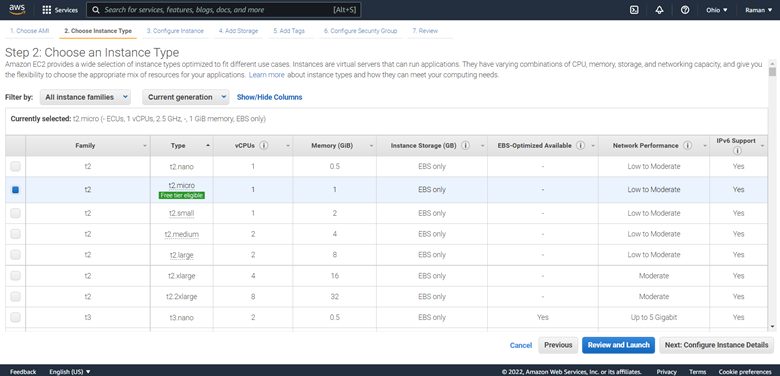 aws Services Search for services, features, blogs, docs, and more [Alt+S] Ohio Raman
1. Choose AMI 2. Choose Instance Type 3. Configure Instance 4. Add Storage 5. Add Tags 6. Configure Security Group 7. Review
Step 2: Choose an Instance Type
Amazon EC2 provides a wide selection of instance types optimized to fit different use cases. Instances are virtual servers that can run applications. They have varying combinations of CPU, memory, storage, and networking capacity, and give you
the flexibility to choose the appropriate mix of resources for your applications. Learn more about instance types and how they can meet your computing needs.
Filter by: All instance families Current generation Show/Hide Columns
Currently selected: t2.micro (- ECUs, 1 vCPUs, 2.5 GHz, -, 1 GiB memory, EBS only)
Family Type vCPUs Memory (GiB) Instance Storage (GB) EBS-Optimized Available Network Performance IPv6 Support
t2 t2.nano 1 0.5 EBS only - Low to Moderate Yes
t2 t2.micro 1 1 EBS only - Low to Moderate Yes
Free tier eligible
t2 t2.small 1 2 EBS only - Low to Moderate Yes
t2 t2.medium 2 4 EBS only - Low to Moderate Yes
t2 t2.large 2 8 EBS only - Low to Moderate Yes
t2 t2.xlarge 4 16 EBS only - Moderate Yes
t2 t2.2xlarge 8 32 EBS only - Moderate Yes
t3 t3.nano 2 0.5 EBS only Yes Up to 5 Gigabit Yes
Cancel Previous Review and Launch Next: Configure Instance Details
Feedback English (US) © 2022, Amazon Web Services, Inc. or its affiliates. Privacy Terms Cookie preferences